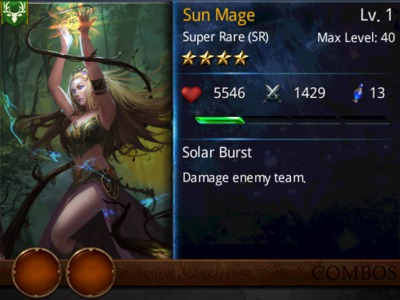 Sun Mage Lv. 1
Super Rare (SR) Max Level: 40
5546 1429 13
Solar Burst
Damage enemy team.
COMBOS